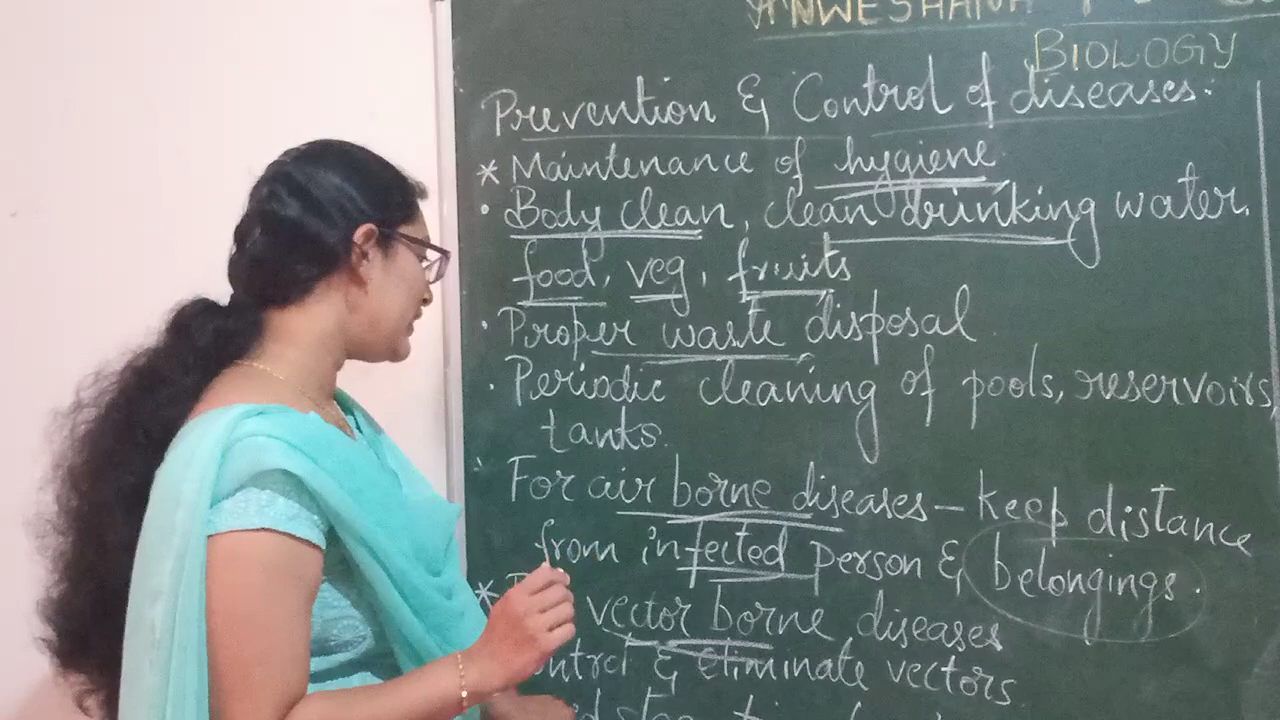 ANWESHANA
BIOLOGY
Prevention & Control of diseases.
* Maintenance of hygiene.
• Body clean, clean drinking water,
food, veg, fruits
• Proper waste disposal
• Periodic cleaning of pools, reservoirs,
tanks.
For air borne diseases – keep distance
from infected person & belongings.
* vector borne diseases
& eliminate vectors